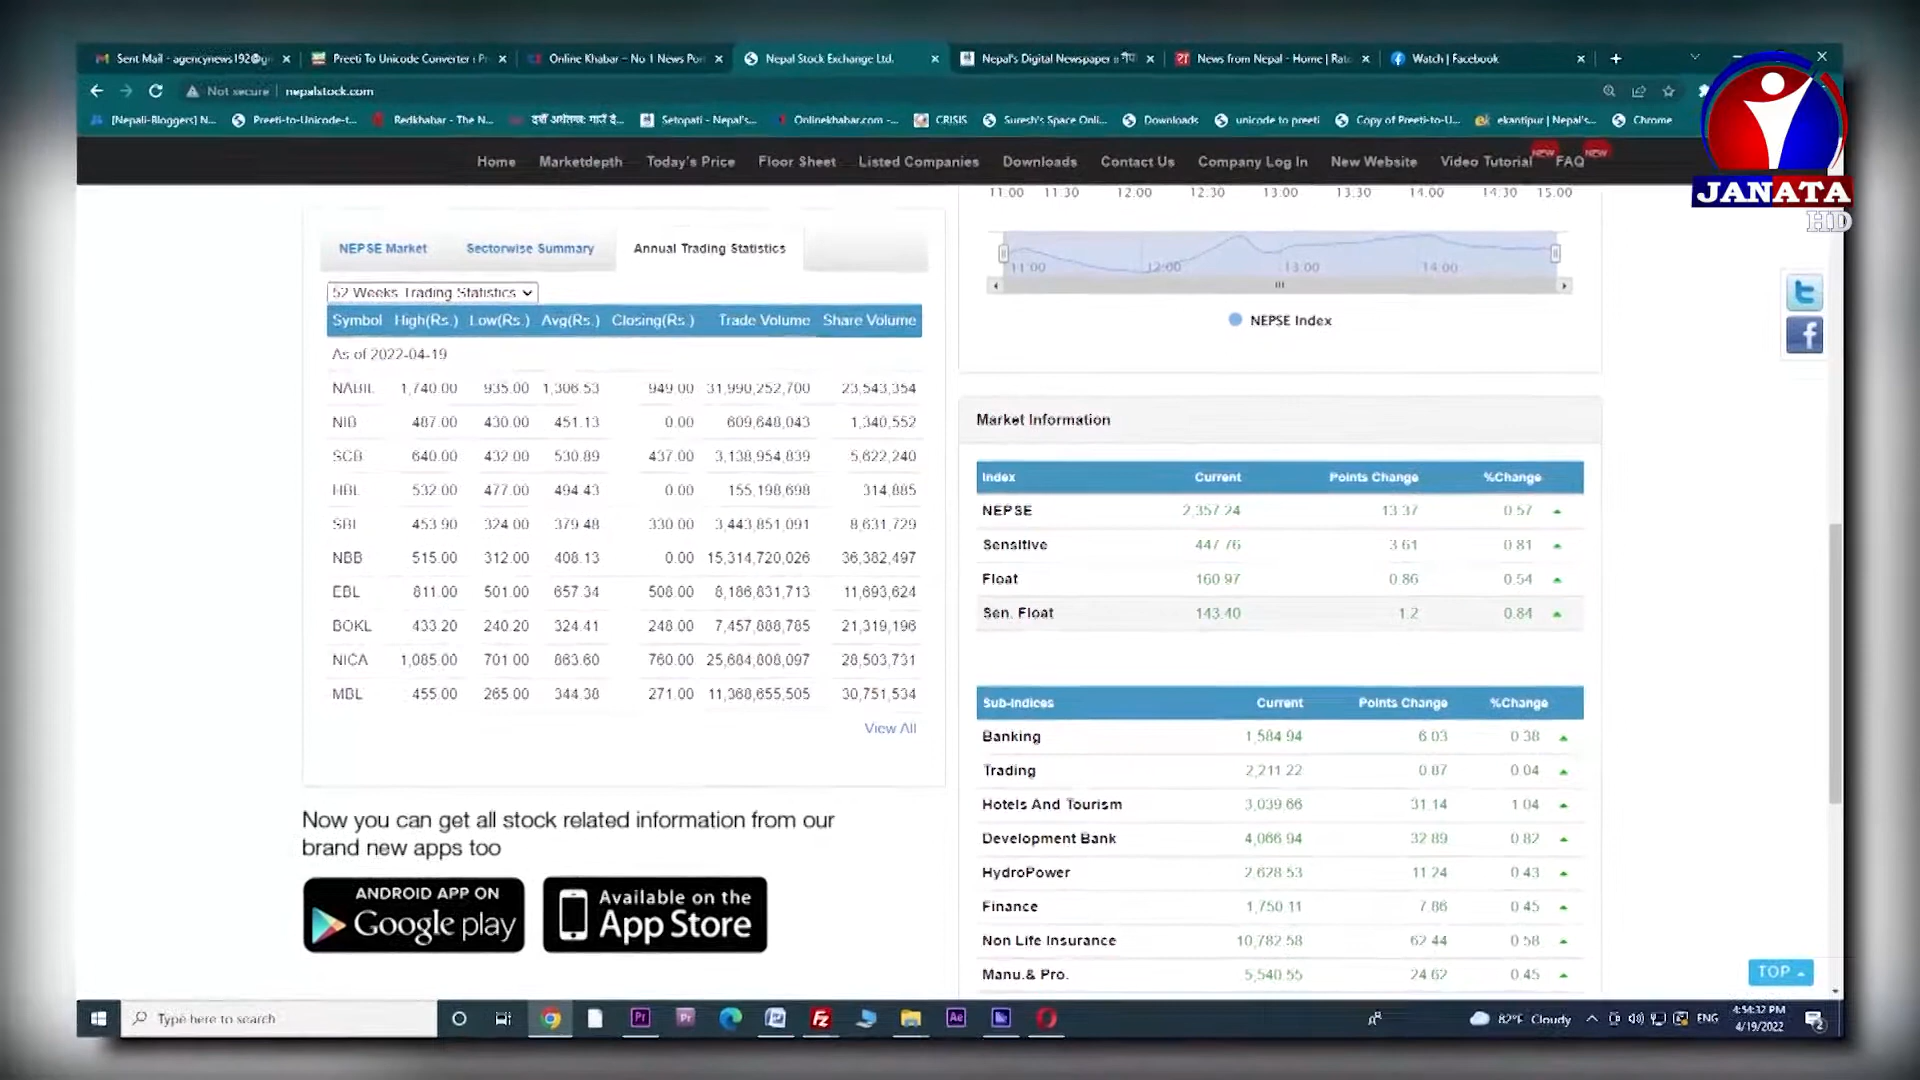 Sent Mail - agencynews192@g
Preeti To Unicode Converter : P
Online Khabar - No 1 News Por
Nepal Stock Exchange Ltd.
Nepal's Digital Newspaper
News from Nepal - Home | Rat
Watch | Facebook
Not secure | nepalstock.com
[Nepali-Bloggers] N...
Preeti-to-Unicode-t...
Redkhabar - The N...
Setopati - Nepal's...
Onlinekhabar.com -...
CRISIS
Suresh's Space Onli...
Downloads
unicode to preeti
Copy of Preeti-to-U...
ekantipur | Nepal's...
Chrome
JANATA
HD
Home Marketdepth Today's Price Floor Sheet Listed Companies Downloads Contact Us Company Log In New Website Video Tutorial NEW FAQ NEW
11:00 11:30 12:00 12:30 13:00 13:30 14:00 14:30 15:00
11:00 12:00 13:00 14:00
NEPSE Index
NEPSE Market Sectorwise Summary Annual Trading Statistics
52 Weeks Trading Statistics
Symbol High(Rs.) Low(Rs.) Avg(Rs.) Closing(Rs.) Trade Volume Share Volume
As of 2022-04-19
NABIL 1,740.00 935.00 1,306.53 949.00 31,990,252,700 23,543,354
NIB 487.00 430.00 451.13 0.00 609,648,043 1,340,552
SCB 640.00 432.00 530.89 437.00 3,138,954,839 5,622,240
HBL 532.00 477.00 494.43 0.00 155,198,698 314,885
SBI 453.90 324.00 379.48 330.00 3,443,851,091 8,631,729
NBB 515.00 312.00 408.13 0.00 15,314,720,026 36,382,497
EBL 811.00 501.00 657.34 508.00 8,186,831,713 11,693,624
BOKL 433.20 240.20 324.41 248.00 7,457,888,785 21,319,196
NICA 1,085.00 701.00 863.60 760.00 25,684,808,097 28,503,731
MBL 455.00 265.00 344.38 271.00 11,368,655,505 30,751,534
View All
Now you can get all stock related information from our
brand new apps too
ANDROID APP ON
Google play
Available on the
App Store
Market Information
Index Current Points Change %Change
NEPSE 2,357.24 13.37 0.57
Sensitive 447.76 3.61 0.81
Float 160.97 0.86 0.54
Sen. Float 143.40 1.2 0.84
Sub-Indices Current Points Change %Change
Banking 1,584.94 6.03 0.38
Trading 2,211.22 0.87 0.04
Hotels And Tourism 3,039.66 31.14 1.04
Development Bank 4,066.94 32.89 0.82
HydroPower 2,628.53 11.24 0.43
Finance 1,750.11 7.86 0.45
Non Life Insurance 10,782.58 62.44 0.58
Manu.& Pro. 5,540.55 24.62 0.45
TOP
Type here to search
82°F Cloudy
ENG
4:54:32 PM
4/19/2022